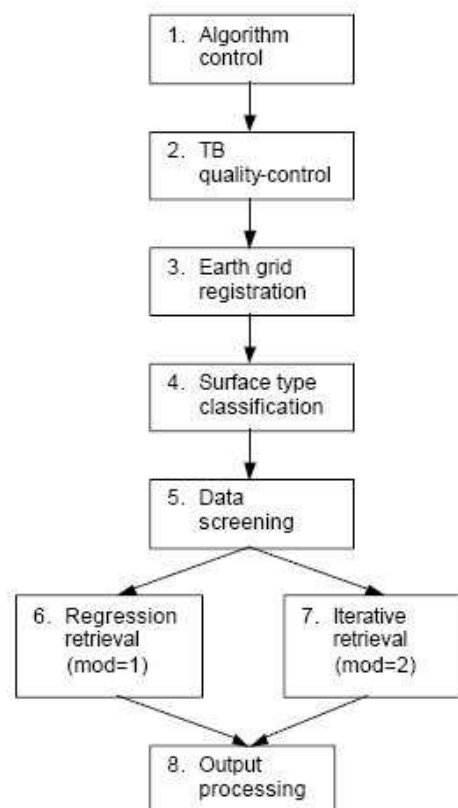 1. Algorithm
control
2. TB
quality-control
3. Earth grid
registration
4. Surface type
classification
5. Data
screening
6. Regression
retrieval
(mod=1)
7. Iterative
retrieval
(mod=2)
8. Output
processing